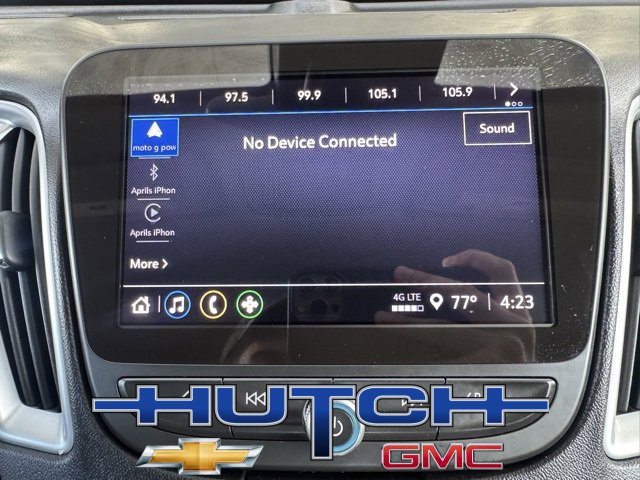 94.1 97.5 99.9 105.1 105.9
moto g pow
No Device Connected
Sound
Aprils iPhon
Aprils iPhon
More
4G LTE 77° 4:23
HUTCH
GMC